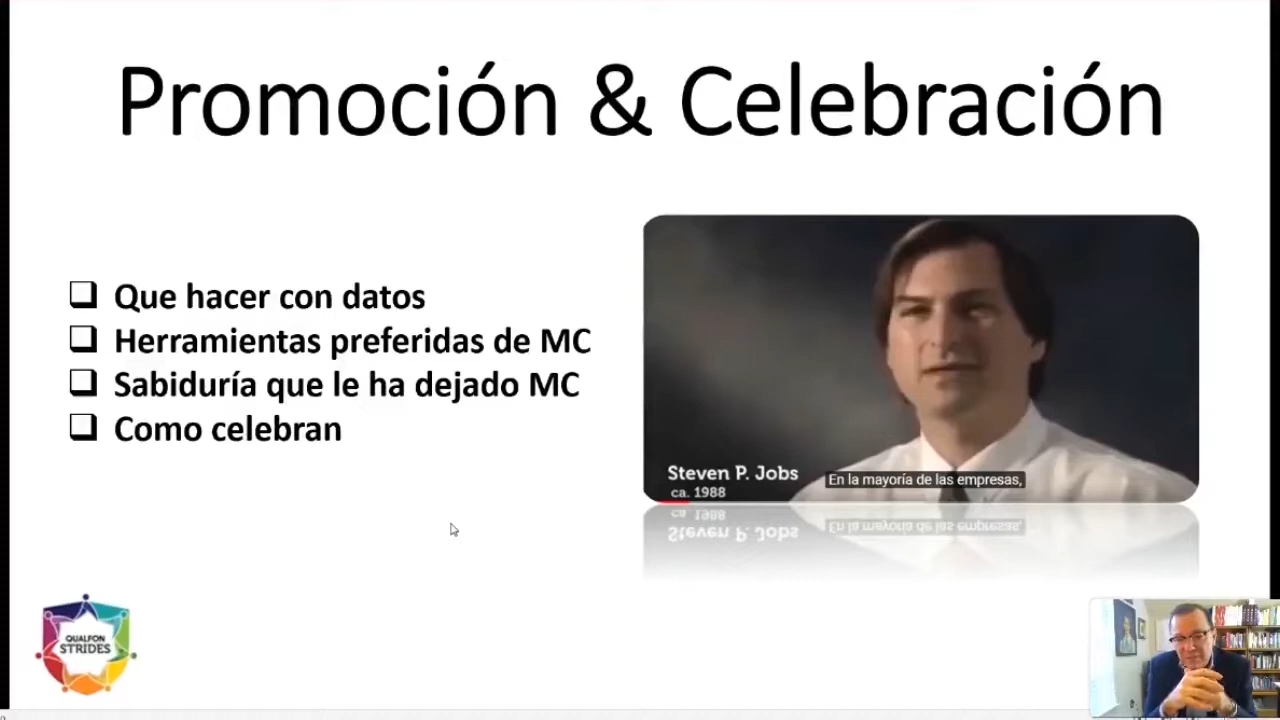 Promoción & Celebración
Que hacer con datos
Herramientas preferidas de MC
Sabiduría que le ha dejado MC
Como celebran
Steven P. Jobs
ca. 1988
En la mayoría de las empresas,
QUALFON
STRIDES